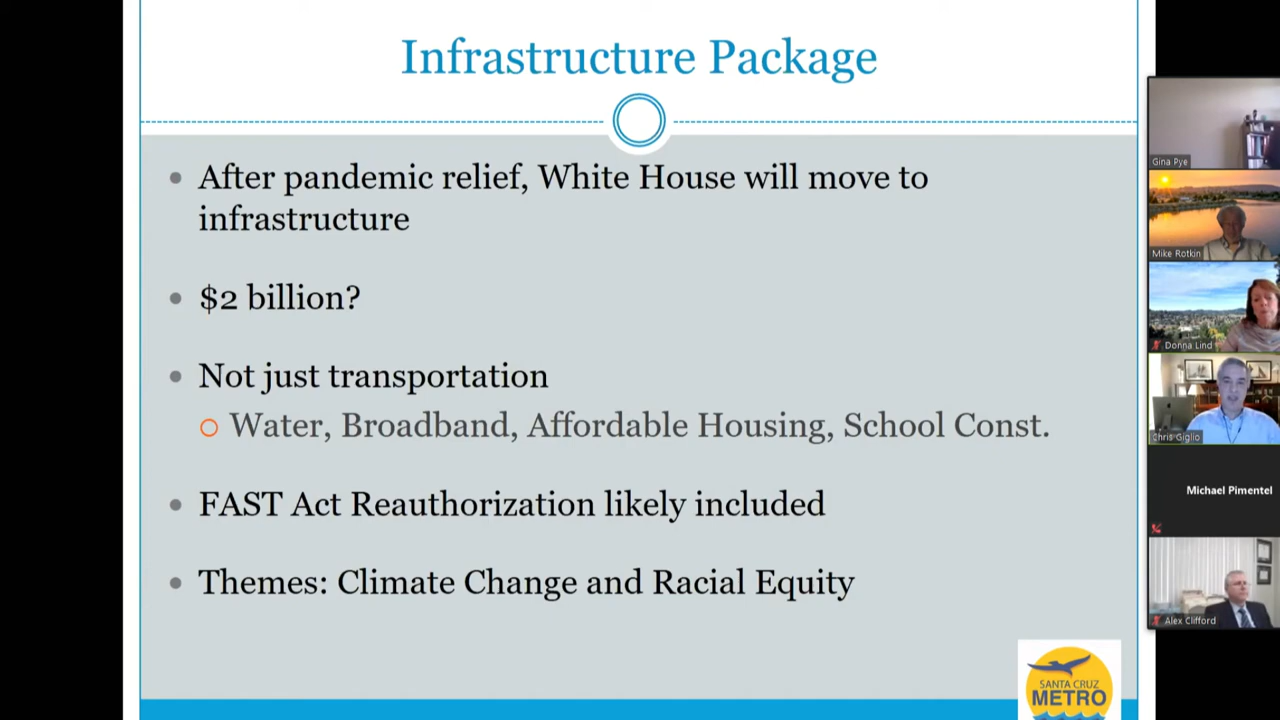 Infrastructure Package
After pandemic relief, White House will move to
infrastructure
$2 billion?
Not just transportation
Water, Broadband, Affordable Housing, School Const.
FAST Act Reauthorization likely included
Themes: Climate Change and Racial Equity
SANTA CRUZ
METRO
Gina Pye
Mike Rotkin
Donna Lind
Chris Giglio
Michael Pimentel
Alex Clifford